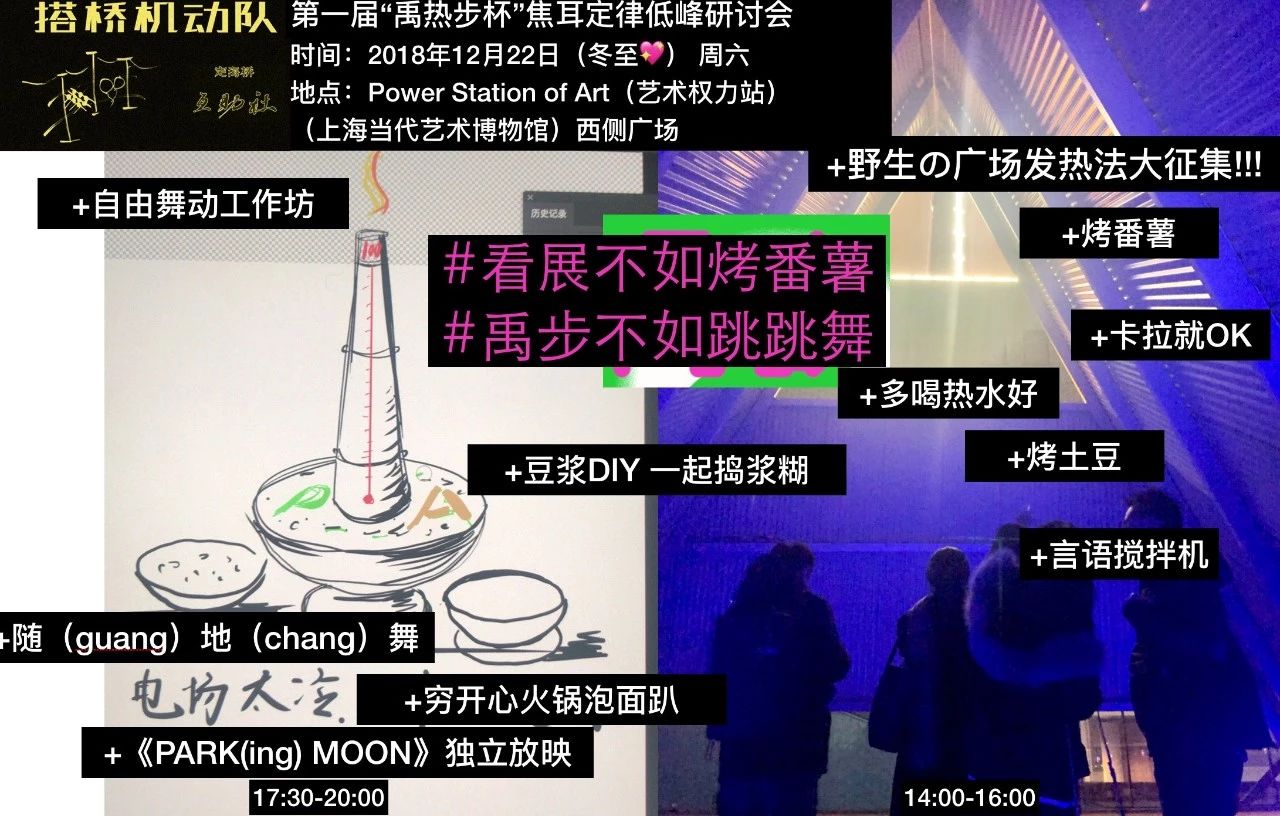 搭桥机动队
定海桥
互助社
第一届“禹热步杯”焦耳定律低峰研讨会
时间：2018年12月22日（冬至💖） 周六
地点：Power Station of Art（艺术权力站）
（上海当代艺术博物馆）西侧广场
+野生の广场发热法大征集!!!
+自由舞动工作坊
历史记录
+烤番薯
100
#看展不如烤番薯
#禹步不如跳跳舞
+卡拉就OK
+多喝热水好
+烤土豆
+豆浆DIY 一起捣浆糊
+言语搅拌机
+随（guang）地（chang）舞
电场太冷
+穷开心火锅泡面趴
+《PARK(ing) MOON》独立放映
17:30-20:00
14:00-16:00